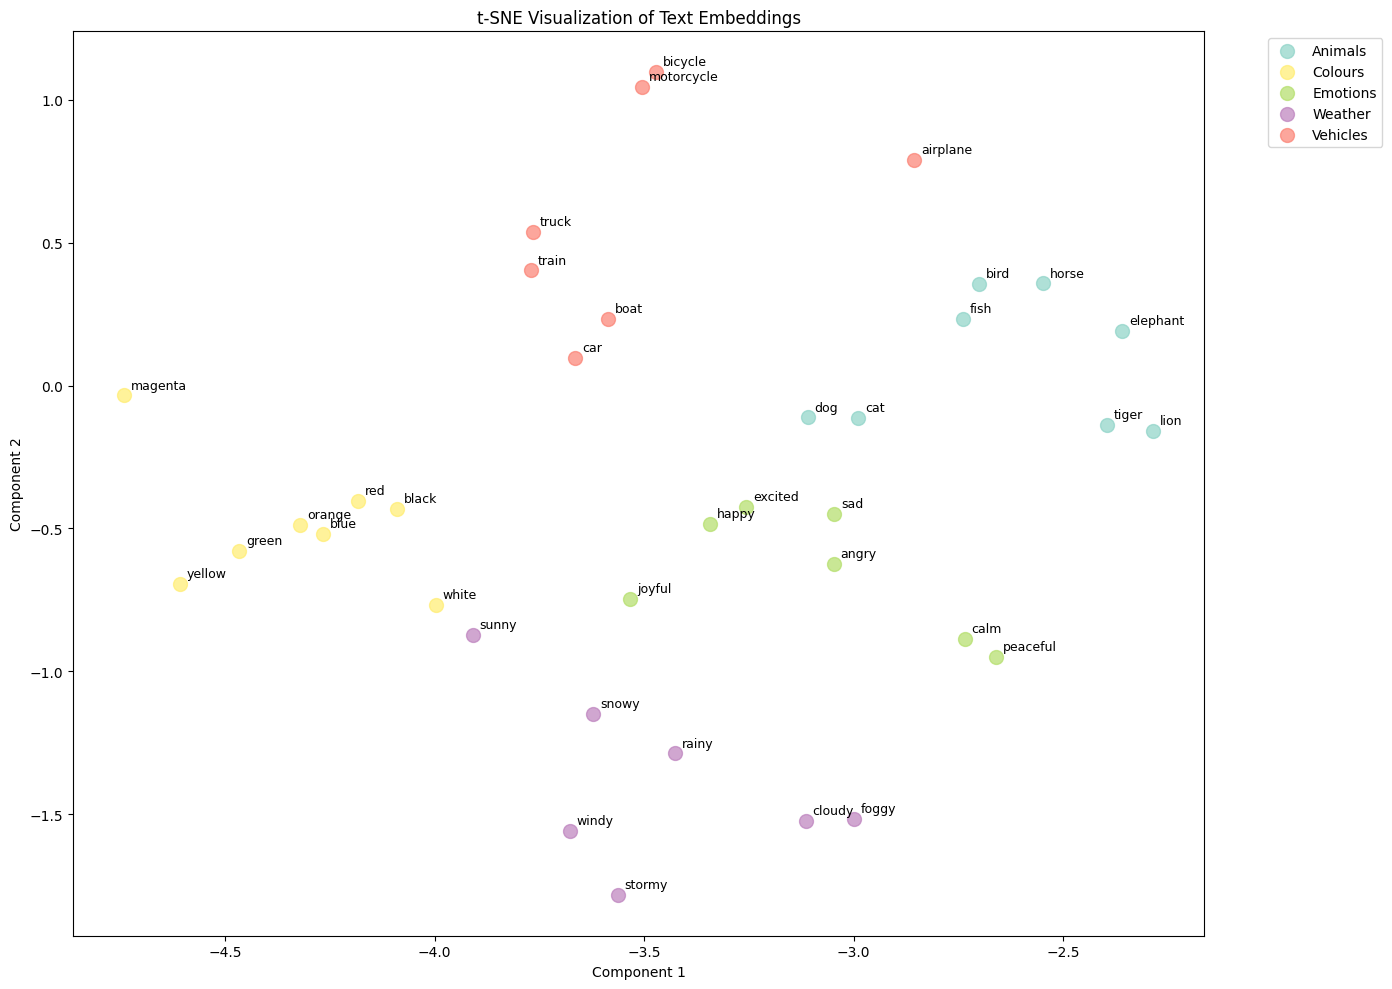 t-SNE Visualization of Text Embeddings
Animals
Colours
Emotions
Weather
Vehicles
bicycle
motorcycle
airplane
truck
train
bird
horse
fish
elephant
boat
car
magenta
dog
cat
tiger
lion
red
black
orange
blue
green
yellow
white
sunny
excited
happy
sad
angry
joyful
calm
peaceful
snowy
rainy
windy
cloudy
foggy
stormy
1.0
0.5
0.0
−0.5
−1.0
−1.5
Component 2
−4.5
−4.0
−3.5
−3.0
−2.5
Component 1